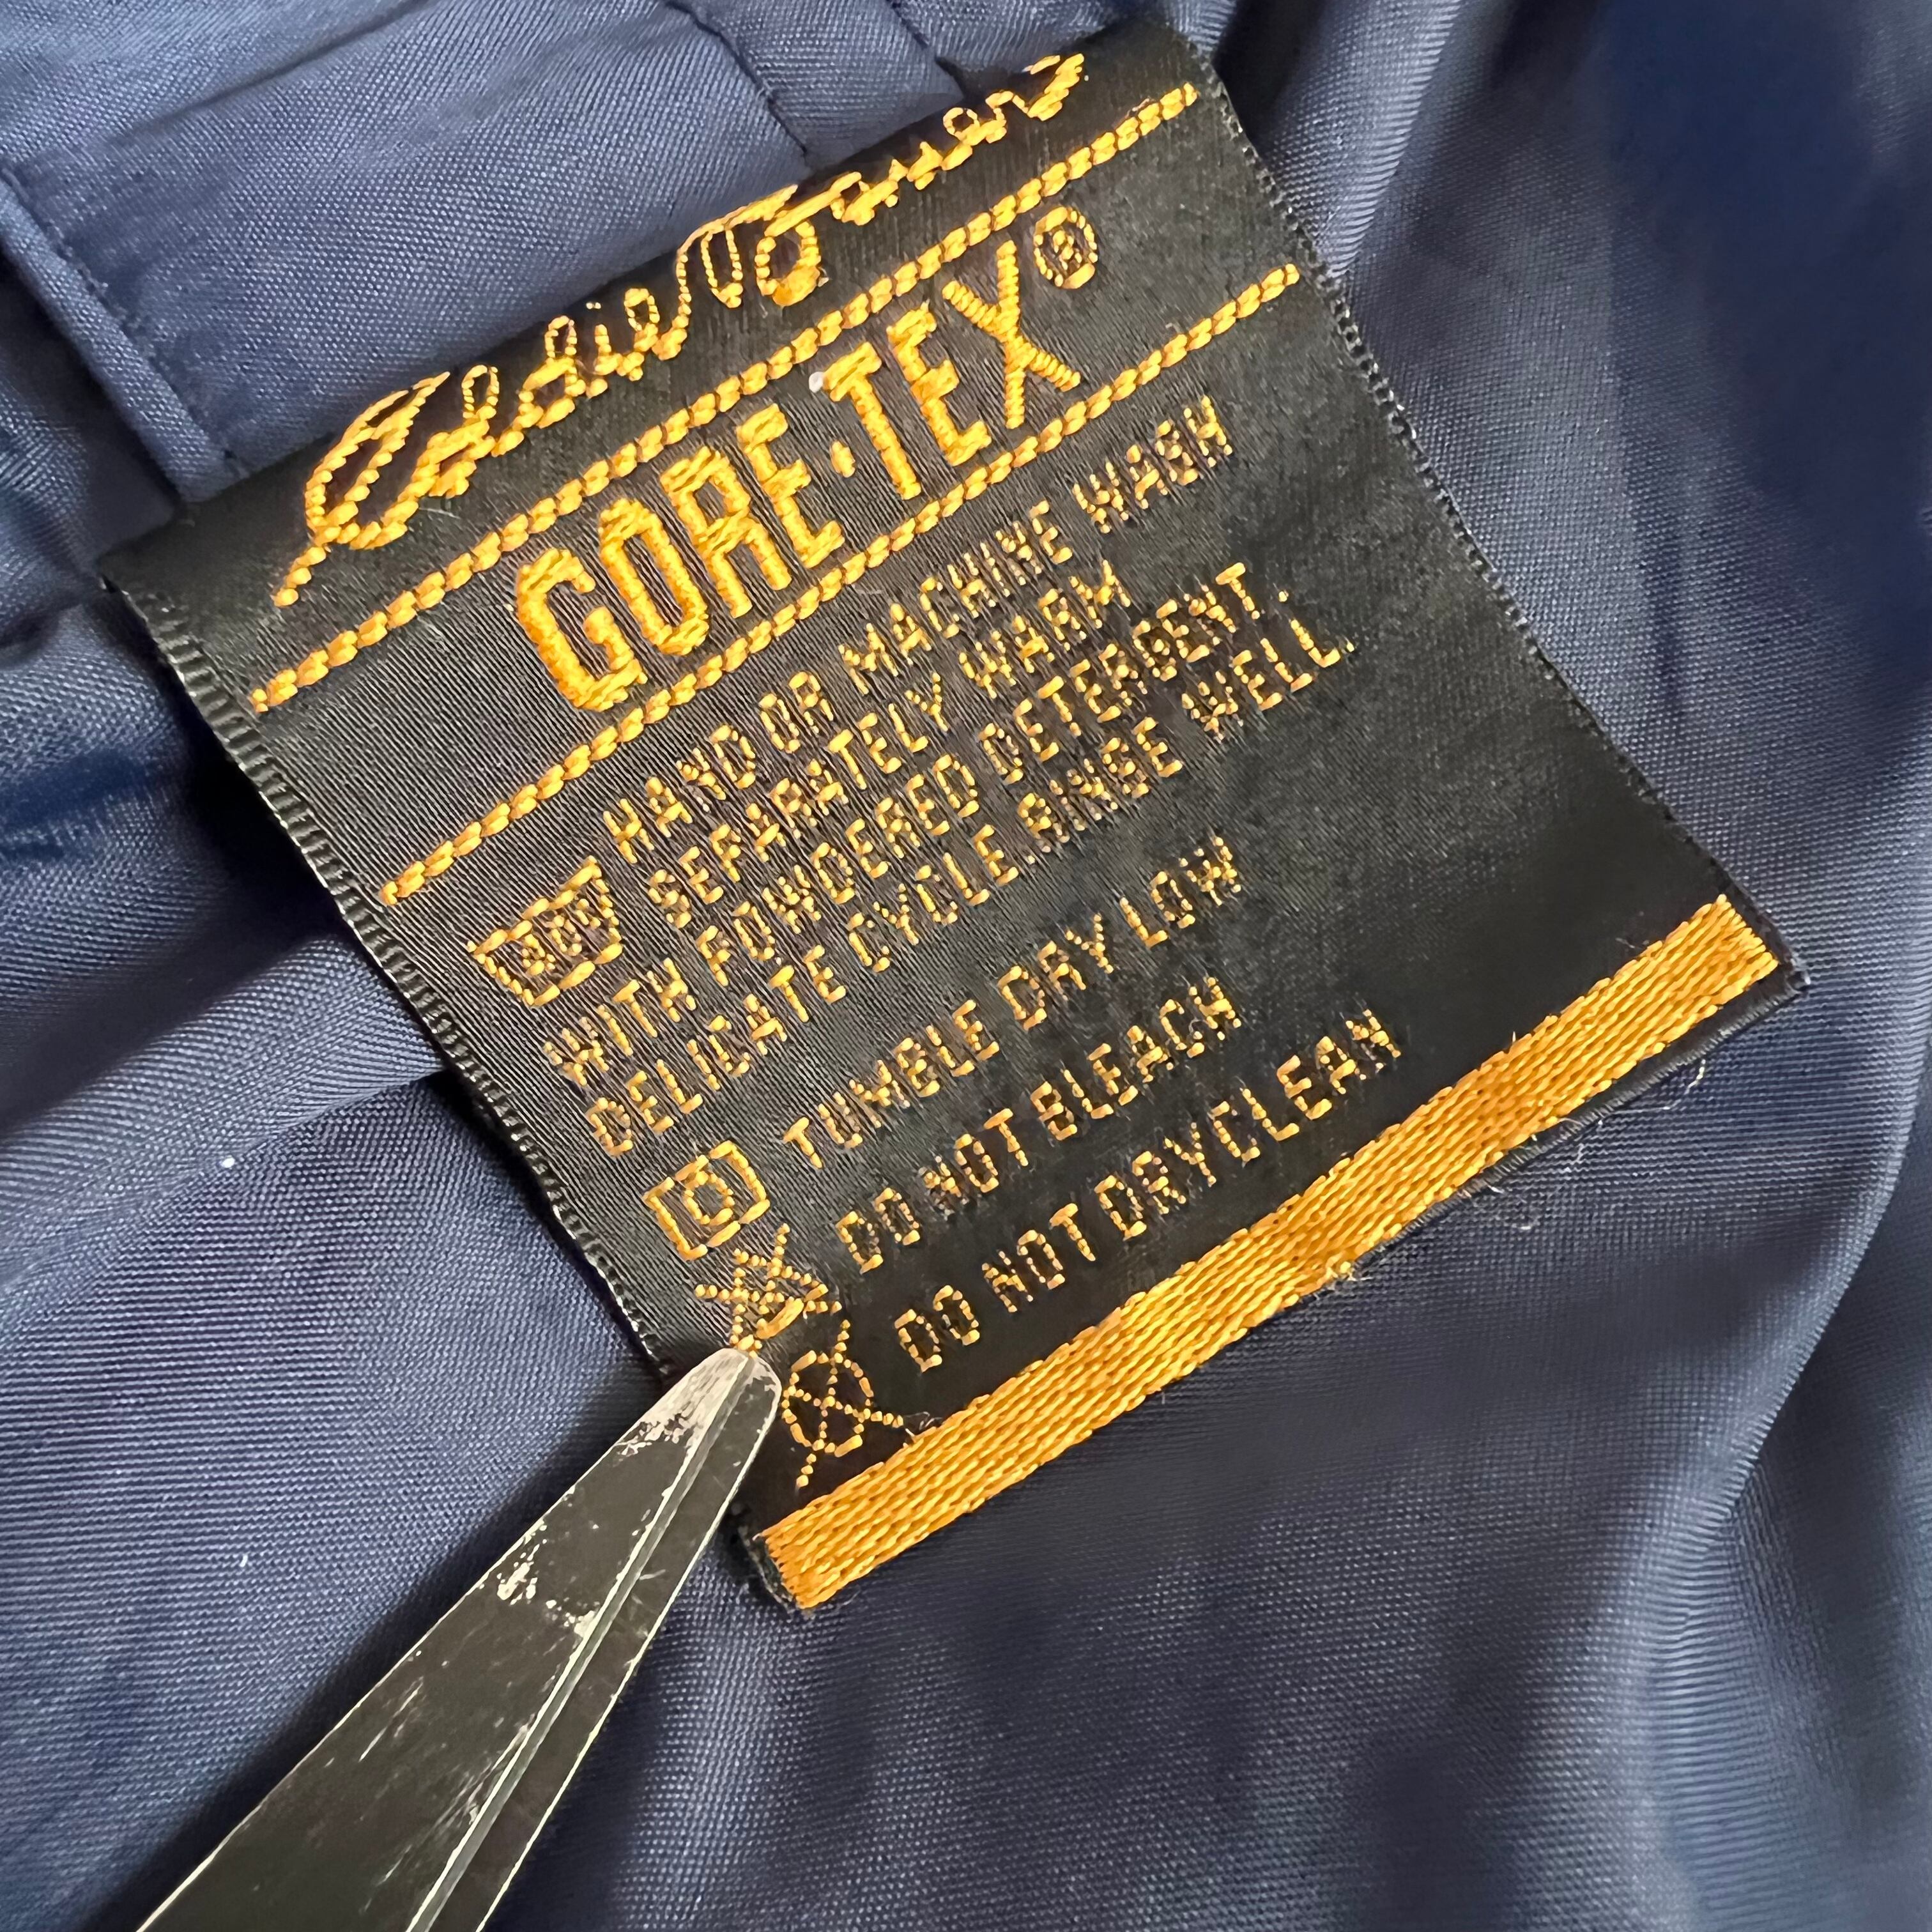 Eddie Bauer
GORE·TEX®
HAND OR MACHINE WASH
SEPARATELY WARM
WITH POWDERED DETERGENT.
DELICATE CYCLE. RINSE WELL.
TUMBLE DRY LOW
DO NOT BLEACH
DO NOT DRYCLEAN